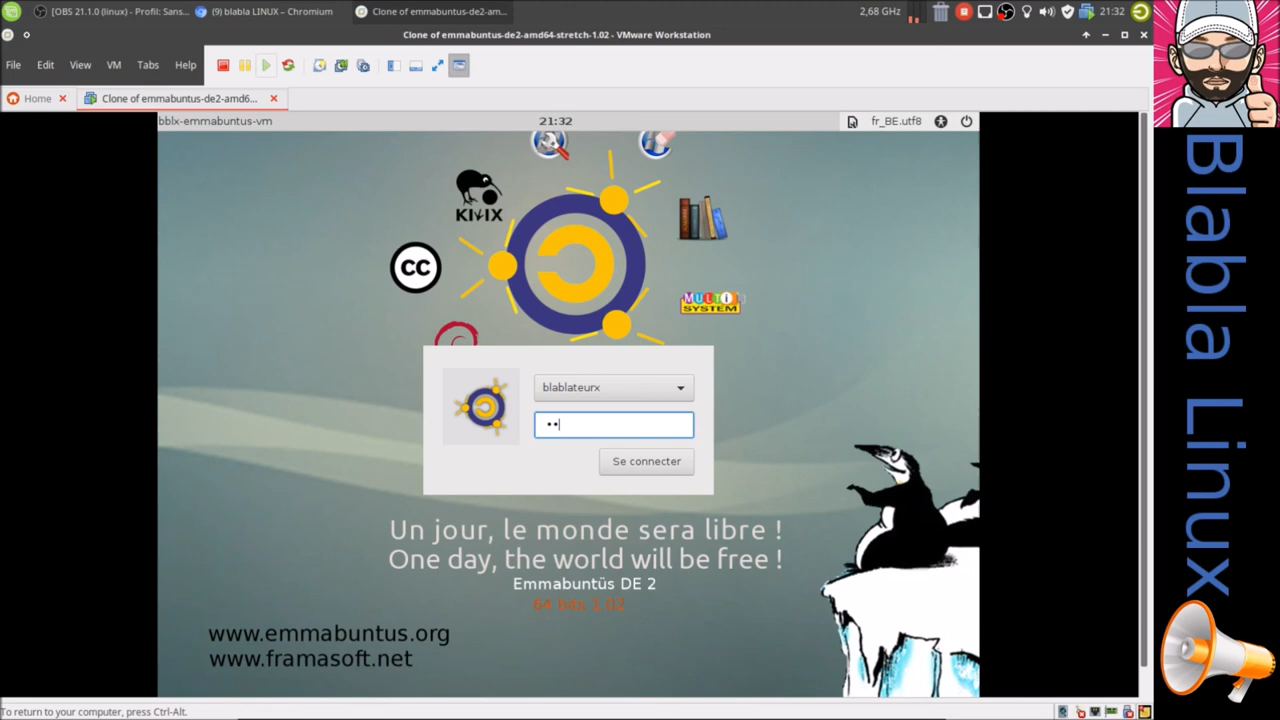 [OBS 21.1.0 (linux) - Profil: Sans...
(9) blabla LINUX – Chromium
Clone of emmabuntus-de2-am...
2,68 GHz
21:32
Clone of emmabuntus-de2-amd64-stretch-1.02 - VMware Workstation
File Edit View VM Tabs Help
Home
Clone of emmabuntus-de2-amd6...
bblx-emmabuntus-vm
21:32
fr_BE.utf8
KIWIX
CC
MULTI
SYSTEM
blablateurx
Se connecter
Un jour, le monde sera libre !
One day, the world will be free !
Emmabuntüs DE 2
64 bits 1.02
www.emmabuntus.org
www.framasoft.net
To return to your computer, press Ctrl-Alt.
Blabla Linux